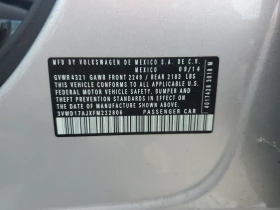 MFD. BY VOLKSWAGEN DE MEXICO S.A. DE C.V.
IN MEXICO 09/14
GVWR 4321 GAWR FRONT 2249 / REAR 2183 LBS
THIS VEHICLE CONFORMS TO ALL APPLICABLE FEDERAL MOTOR VEHICLE SAFETY, BUMPER, AND THEFT PREVENTION STANDARDS IN EFFECT ON THE DATE OF MANUFACTURE SHOWN ABOVE
3VWD17AJXFM232806 PASSENGER CAR